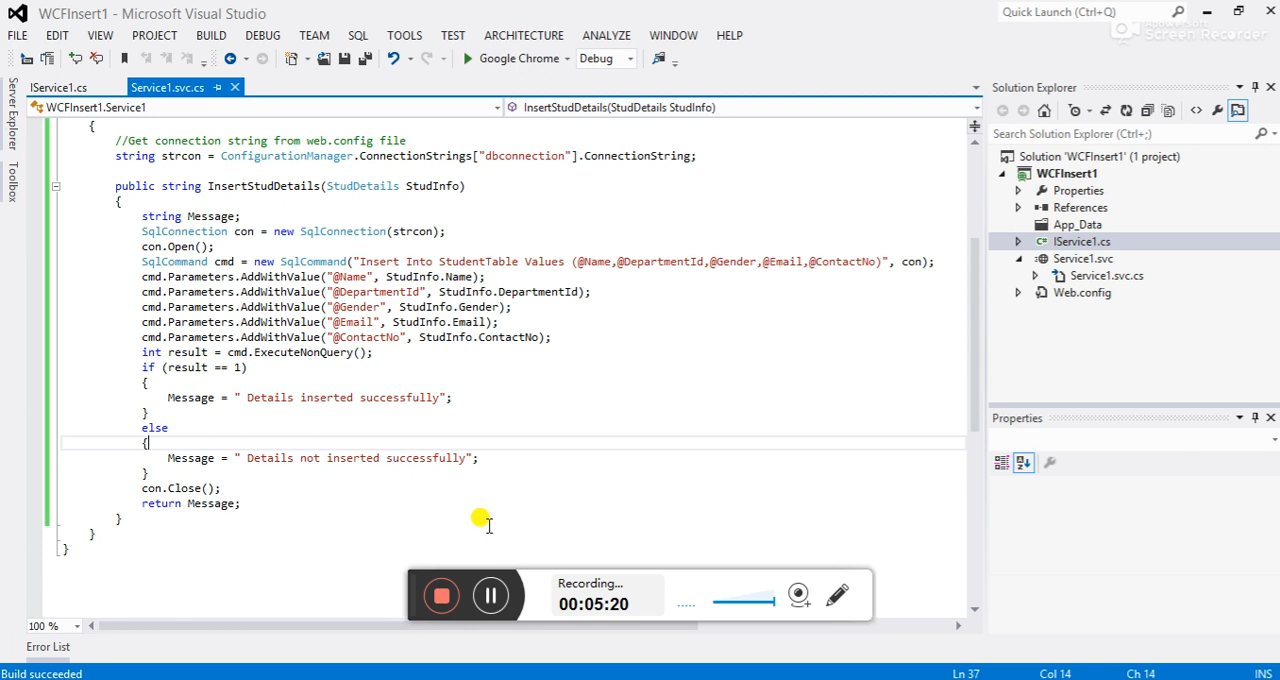 WCFInsert1 - Microsoft Visual Studio
Quick Launch (Ctrl+Q)
Screen Recorder
FILE EDIT VIEW PROJECT BUILD DEBUG TEAM SQL TOOLS TEST ARCHITECTURE ANALYZE WINDOW HELP
Google Chrome Debug
Server Explorer
Toolbox
IService1.cs Service1.svc.cs
WCFInsert1.Service1 InsertStudDetails(StudDetails StudInfo)
{
//Get connection string from web.config file
string strcon = ConfigurationManager.ConnectionStrings["dbconnection"].ConnectionString;
public string InsertStudDetails(StudDetails StudInfo)
{
string Message;
SqlConnection con = new SqlConnection(strcon);
con.Open();
SqlCommand cmd = new SqlCommand("Insert Into StudentTable Values (@Name,@DepartmentId,@Gender,@Email,@ContactNo)", con);
cmd.Parameters.AddWithValue("@Name", StudInfo.Name);
cmd.Parameters.AddWithValue("@DepartmentId", StudInfo.DepartmentId);
cmd.Parameters.AddWithValue("@Gender", StudInfo.Gender);
cmd.Parameters.AddWithValue("@Email", StudInfo.Email);
cmd.Parameters.AddWithValue("@ContactNo", StudInfo.ContactNo);
int result = cmd.ExecuteNonQuery();
if (result == 1)
{
Message = " Details inserted successfully";
}
else
{
Message = " Details not inserted successfully";
}
con.Close();
return Message;
}
}
}
100 %
Error List
Build succeeded
Ln 37 Col 14 Ch 14 INS
Recording...
00:05:20
Solution Explorer
Search Solution Explorer (Ctrl+;)
Solution 'WCFInsert1' (1 project)
WCFInsert1
Properties
References
App_Data
IService1.cs
Service1.svc
Service1.svc.cs
Web.config
Properties